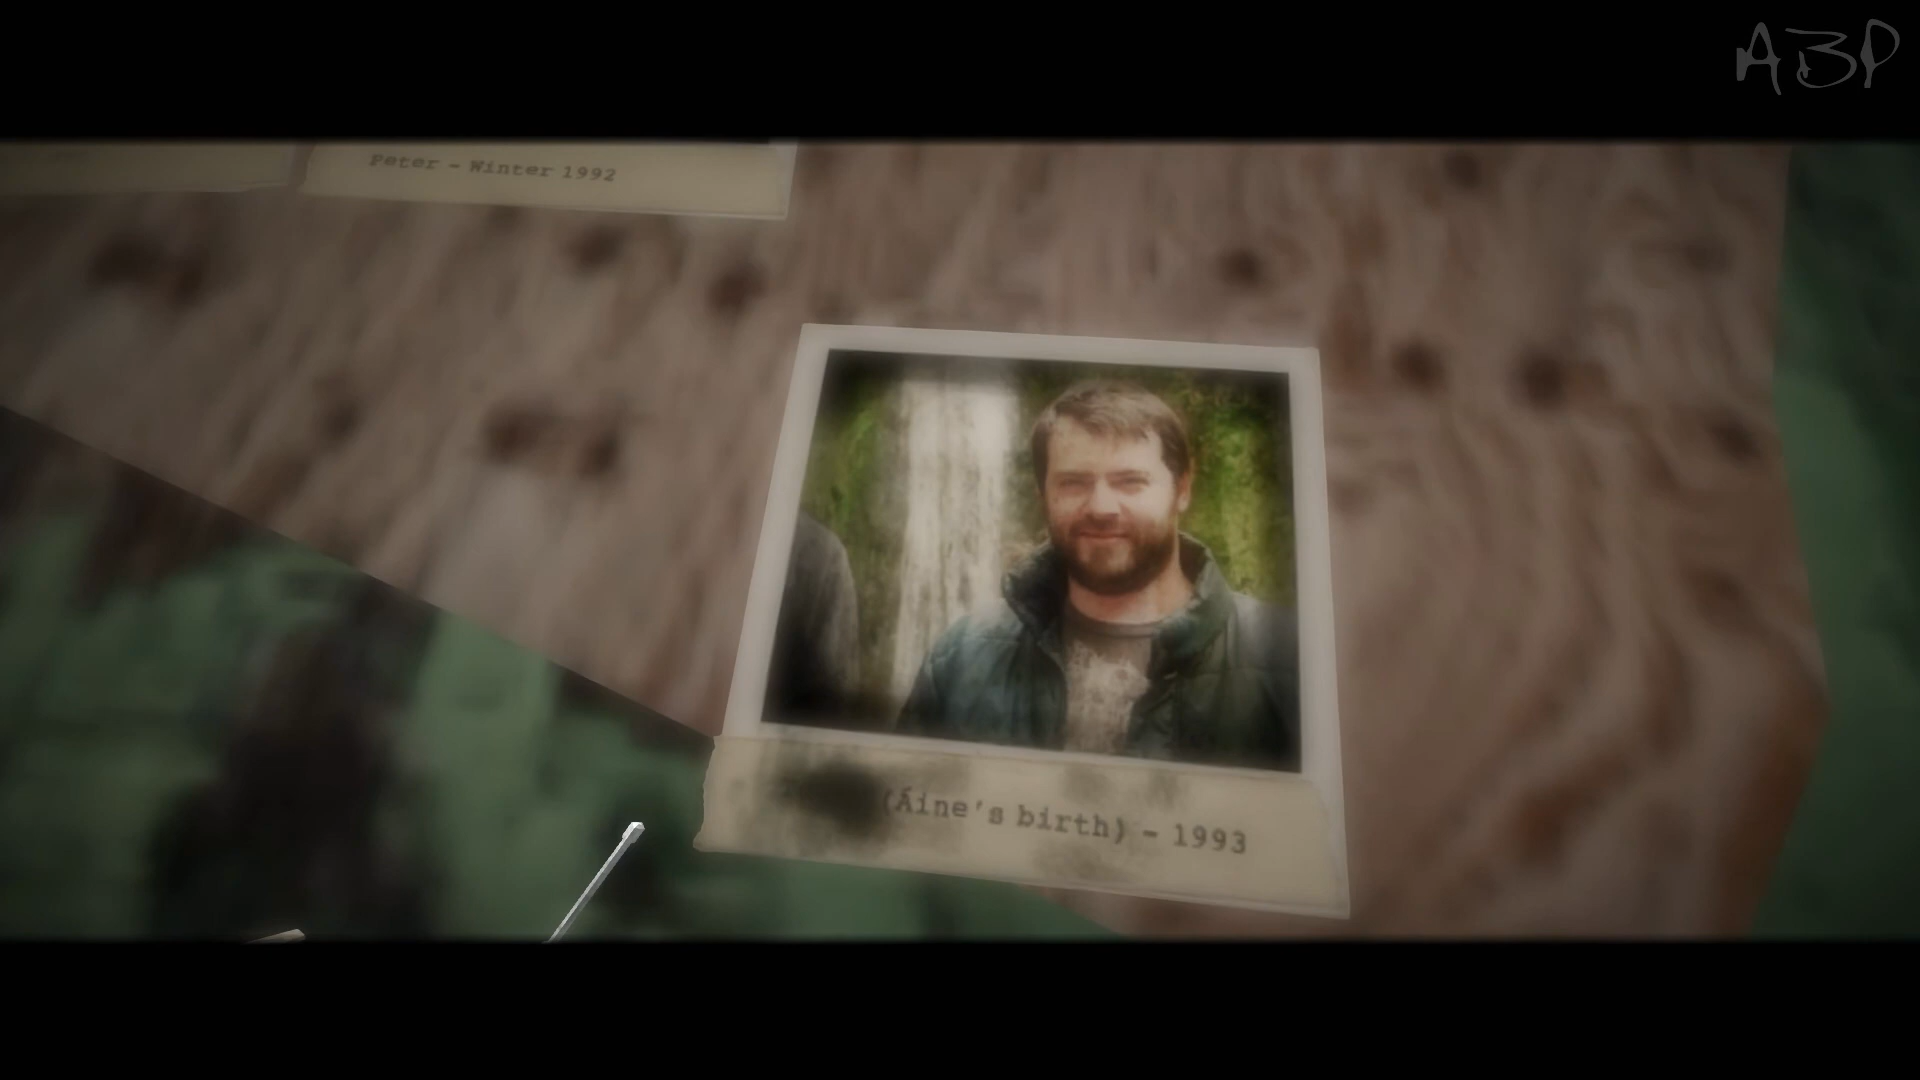 ABP
Peter - Winter 1992
(Áine's birth) - 1993